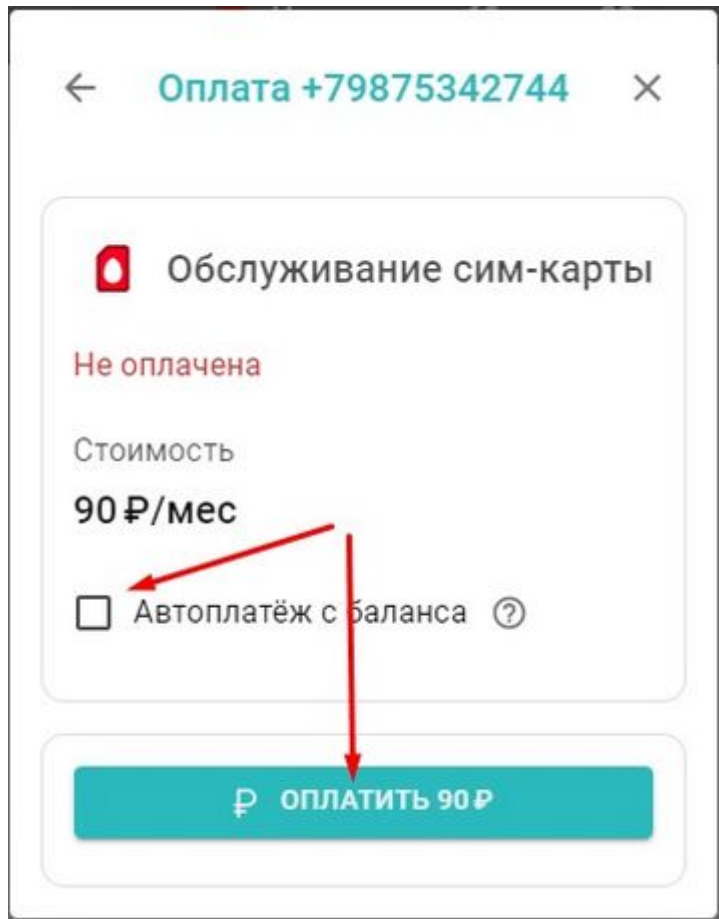 Оплата +79875342744
Обслуживание сим-карты
Не оплачена
Стоимость
90 ₽/мес
Автоплатёж с баланса
₽ ОПЛАТИТЬ 90 ₽